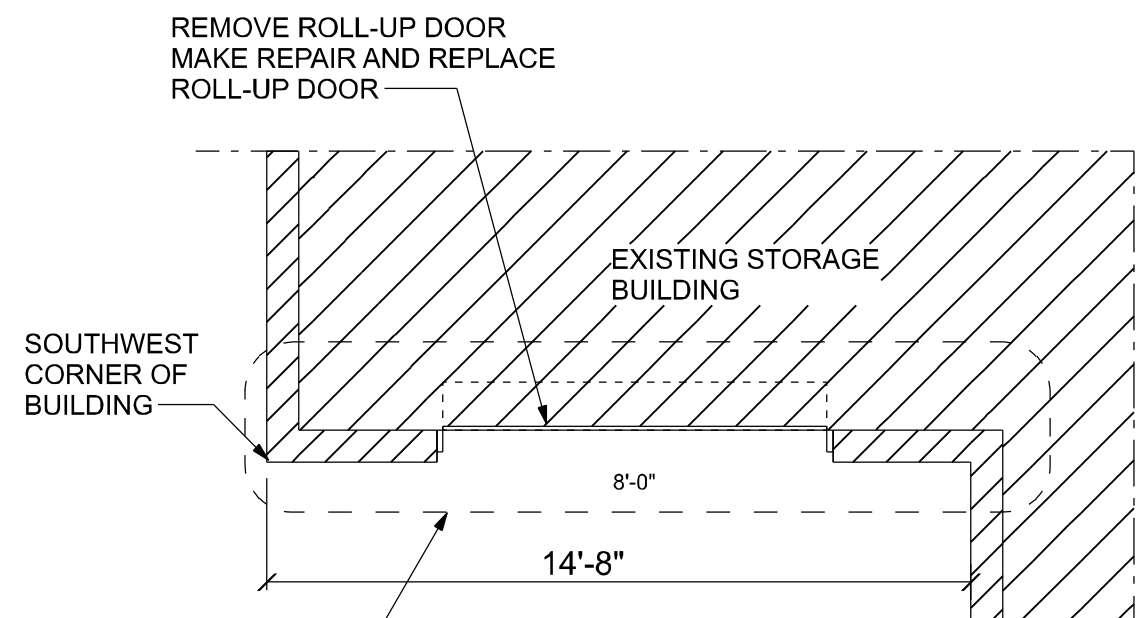 REMOVE ROLL-UP DOOR
MAKE REPAIR AND REPLACE
ROLL-UP DOOR
EXISTING STORAGE
BUILDING
SOUTHWEST
CORNER OF
BUILDING
8'-0"
14'-8"